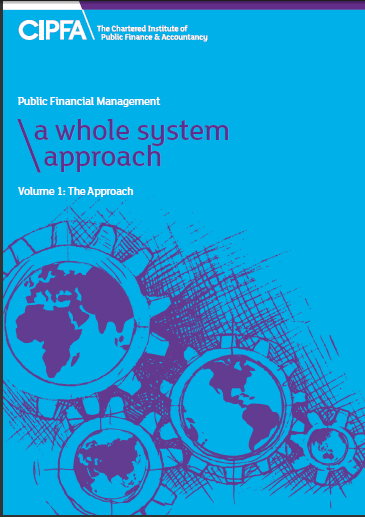 CIPFA
The Chartered Institute of
Public Finance & Accountancy
Public Financial Management
a whole system
approach
Volume 1: The Approach